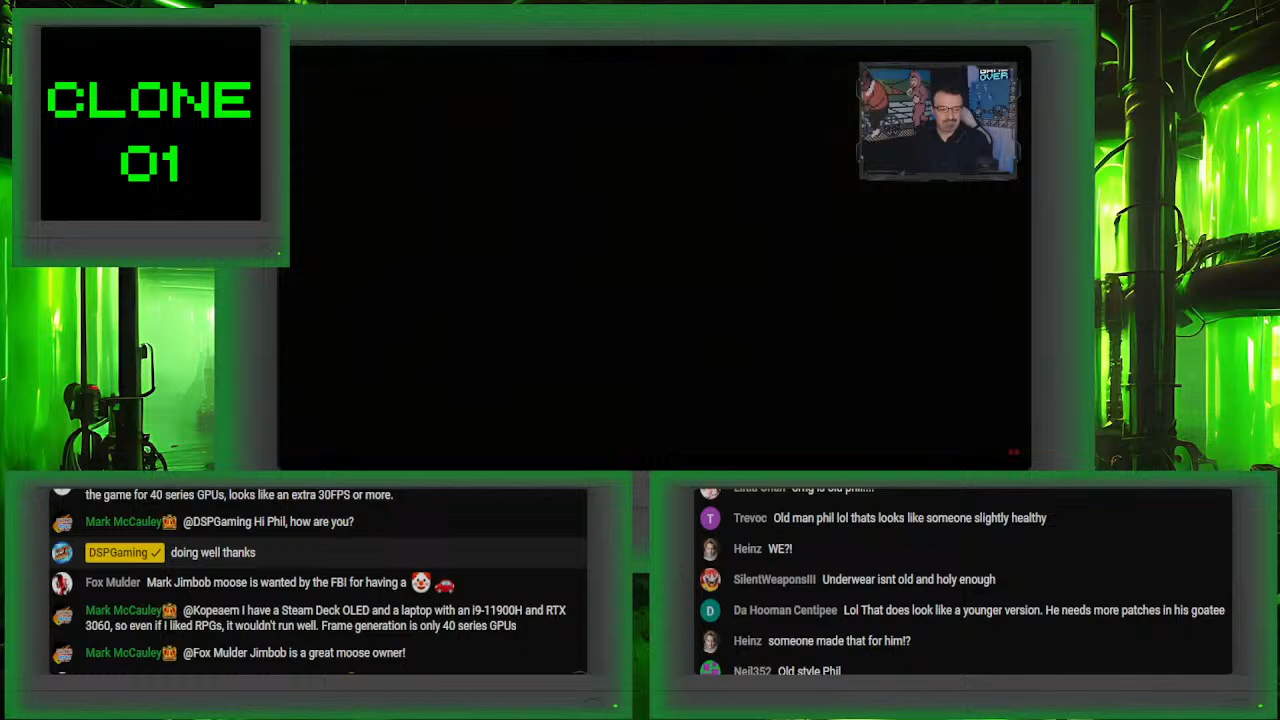 CLONE
01
GAME
OVER
the game for 40 series GPUs, looks like an extra 30FPS or more.
Mark McCauley @DSPGaming Hi Phil, how are you?
DSPGaming doing well thanks
Fox Mulder Mark Jimbob moose is wanted by the FBI for having a
Mark McCauley @Kopeaem I have a Steam Deck OLED and a laptop with an i9-11900H and RTX
3060, so even if I liked RPGs, it wouldn't run well. Frame generation is only 40 series GPUs
Mark McCauley @Fox Mulder Jimbob is a great moose owner!
omg is old phil....
T Trevoc Old man phil lol thats looks like someone slightly healthy
Heinz WE?!
SilentWeaponsIII Underwear isnt old and holy enough
D Da Hooman Centipee Lol That does look like a younger version. He needs more patches in his goatee
Heinz someone made that for him!?
Neil352 Old style Phil